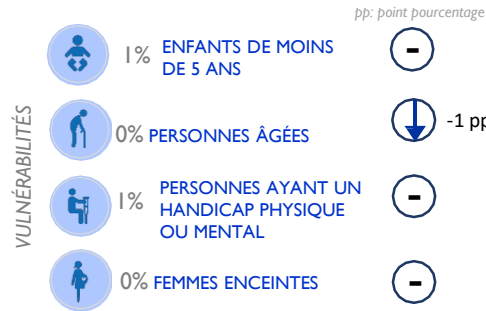 pp: point pourcentage
VULNÉRABILITÉS
1% ENFANTS DE MOINS
DE 5 ANS
-
0% PERSONNES ÂGÉES
-1 pp
1% PERSONNES AYANT UN
HANDICAP PHYSIQUE
OU MENTAL
-
0% FEMMES ENCEINTES
-